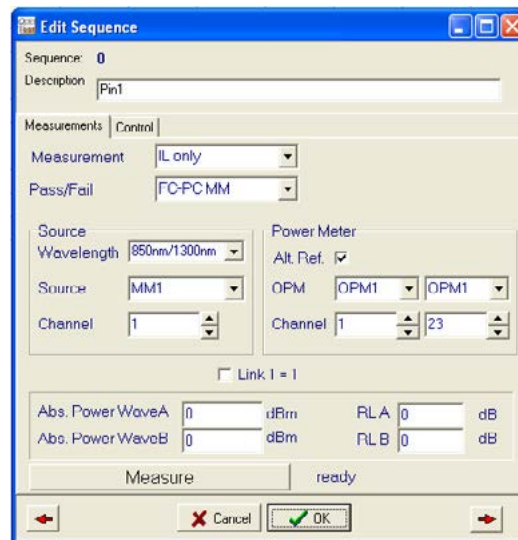 Edit Sequence
Sequence: 0
Description Pin1
Measurements Control
Measurement IL only
Pass/Fail FC-PC MM
Source
Wavelength 850nm/1300nm
Source MM1
Channel 1
Power Meter
Alt. Ref.
OPM OPM1 OPM1
Channel 1 23
Link 1 = 1
Abs. Power WaveA 0 dBm RL A 0 dB
Abs. Power WaveB 0 dBm RL B 0 dB
Measure ready
Cancel OK